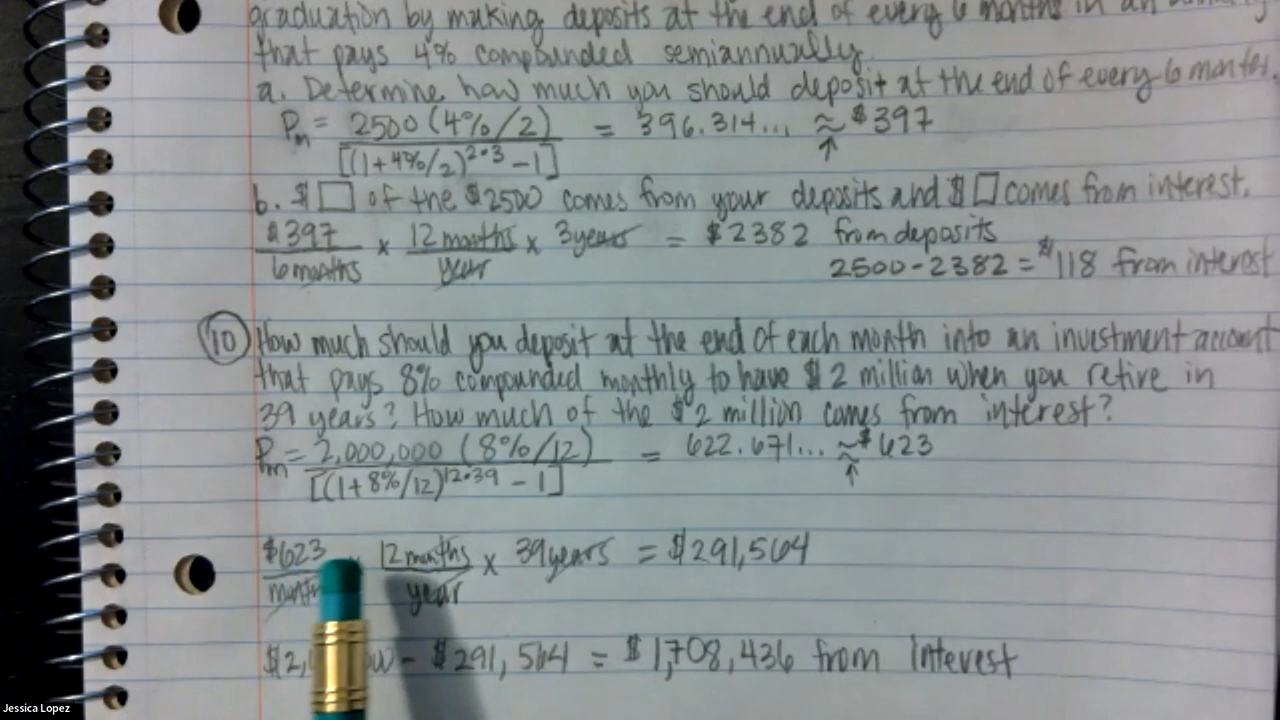 graduation by making deposits at the end of every 6 months in an
that pays 4% compounded semiannually.
a. Determine how much you should deposit at the end of every 6 months.
Pm = 2500 (4%/2) / [(1+4%/2)^2·3 - 1] = 396.314... ≈ $397
↑
b. $ □ of the $2500 comes from your deposits and $ □ comes from interest.
$397 / 6 months × 12 months / year × 3 years = $2382 from deposits
2500-2382 = $118 from interest
10 How much should you deposit at the end of each month into an investment account
that pays 8% compounded monthly to have $2 million when you retire in
39 years? How much of the $2 million comes from interest?
Pm = 2,000,000 (8%/12) / [(1+8%/12)^12·39 - 1] = 622.671... ≈ $623
↑
$623 / month 12 months / year × 39 years = $291,564
- $291,564 = $1,708,436 from interest
Jessica Lopez